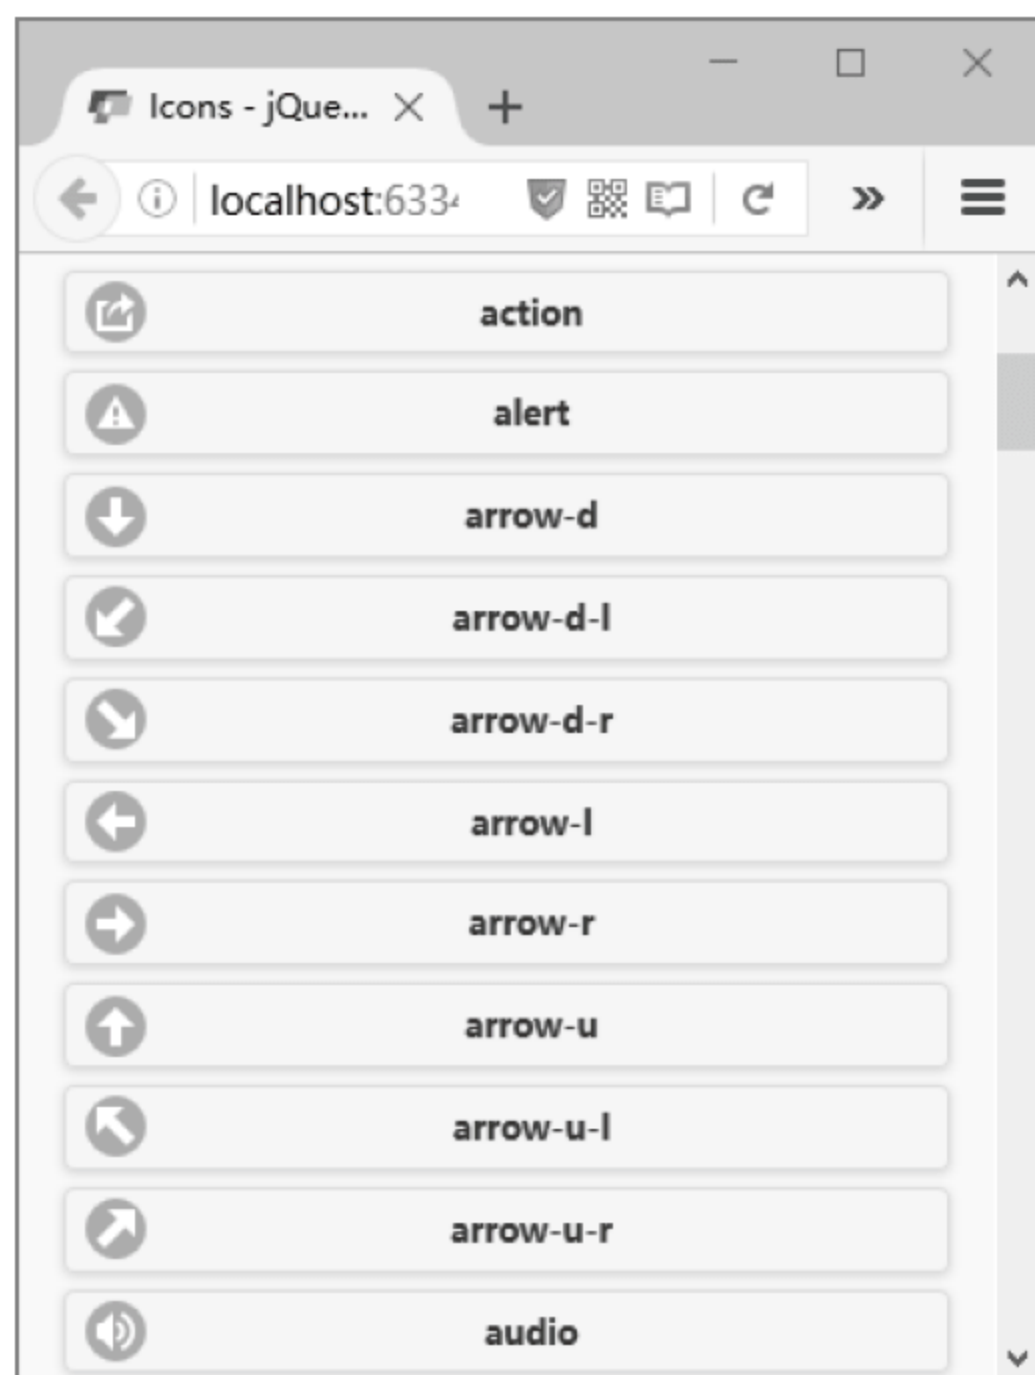 Icons - jQue...
localhost:633
action
alert
arrow-d
arrow-d-l
arrow-d-r
arrow-l
arrow-r
arrow-u
arrow-u-l
arrow-u-r
audio